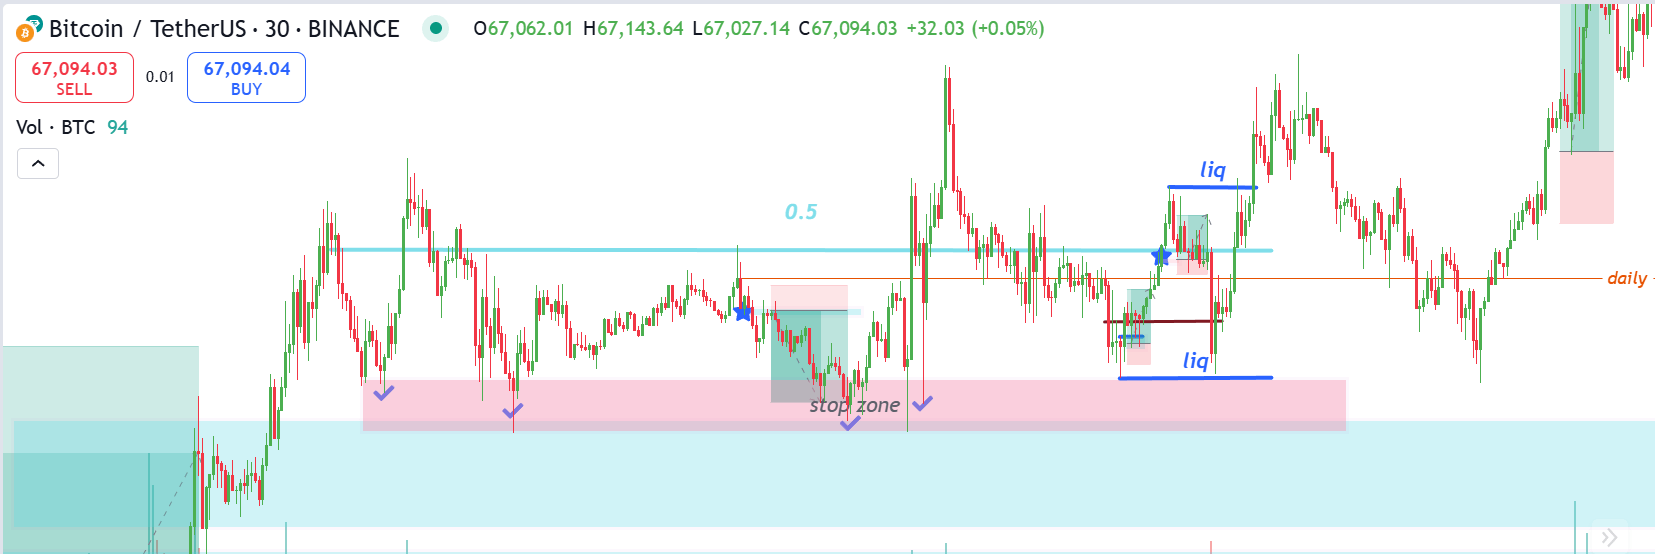 Bitcoin / TetherUS · 30 · BINANCE O67,062.01 H67,143.64 L67,027.14 C67,094.03 +32.03 (+0.05%)
67,094.03 0.01 67,094.04
SELL BUY
Vol · BTC 94
liq
0.5
daily
liq
stop zone